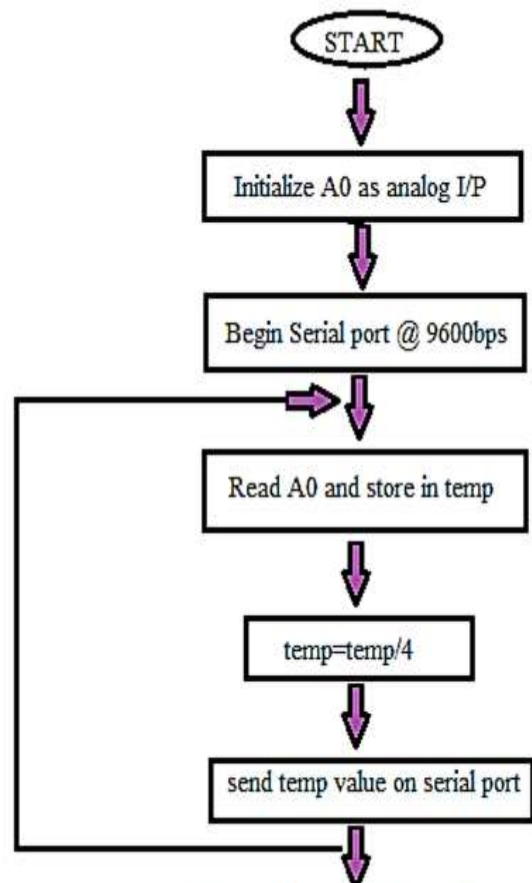 START
Initialize A0 as analog I/P
Begin Serial port @ 9600bps
Read A0 and store in temp
temp=temp/4
send temp value on serial port